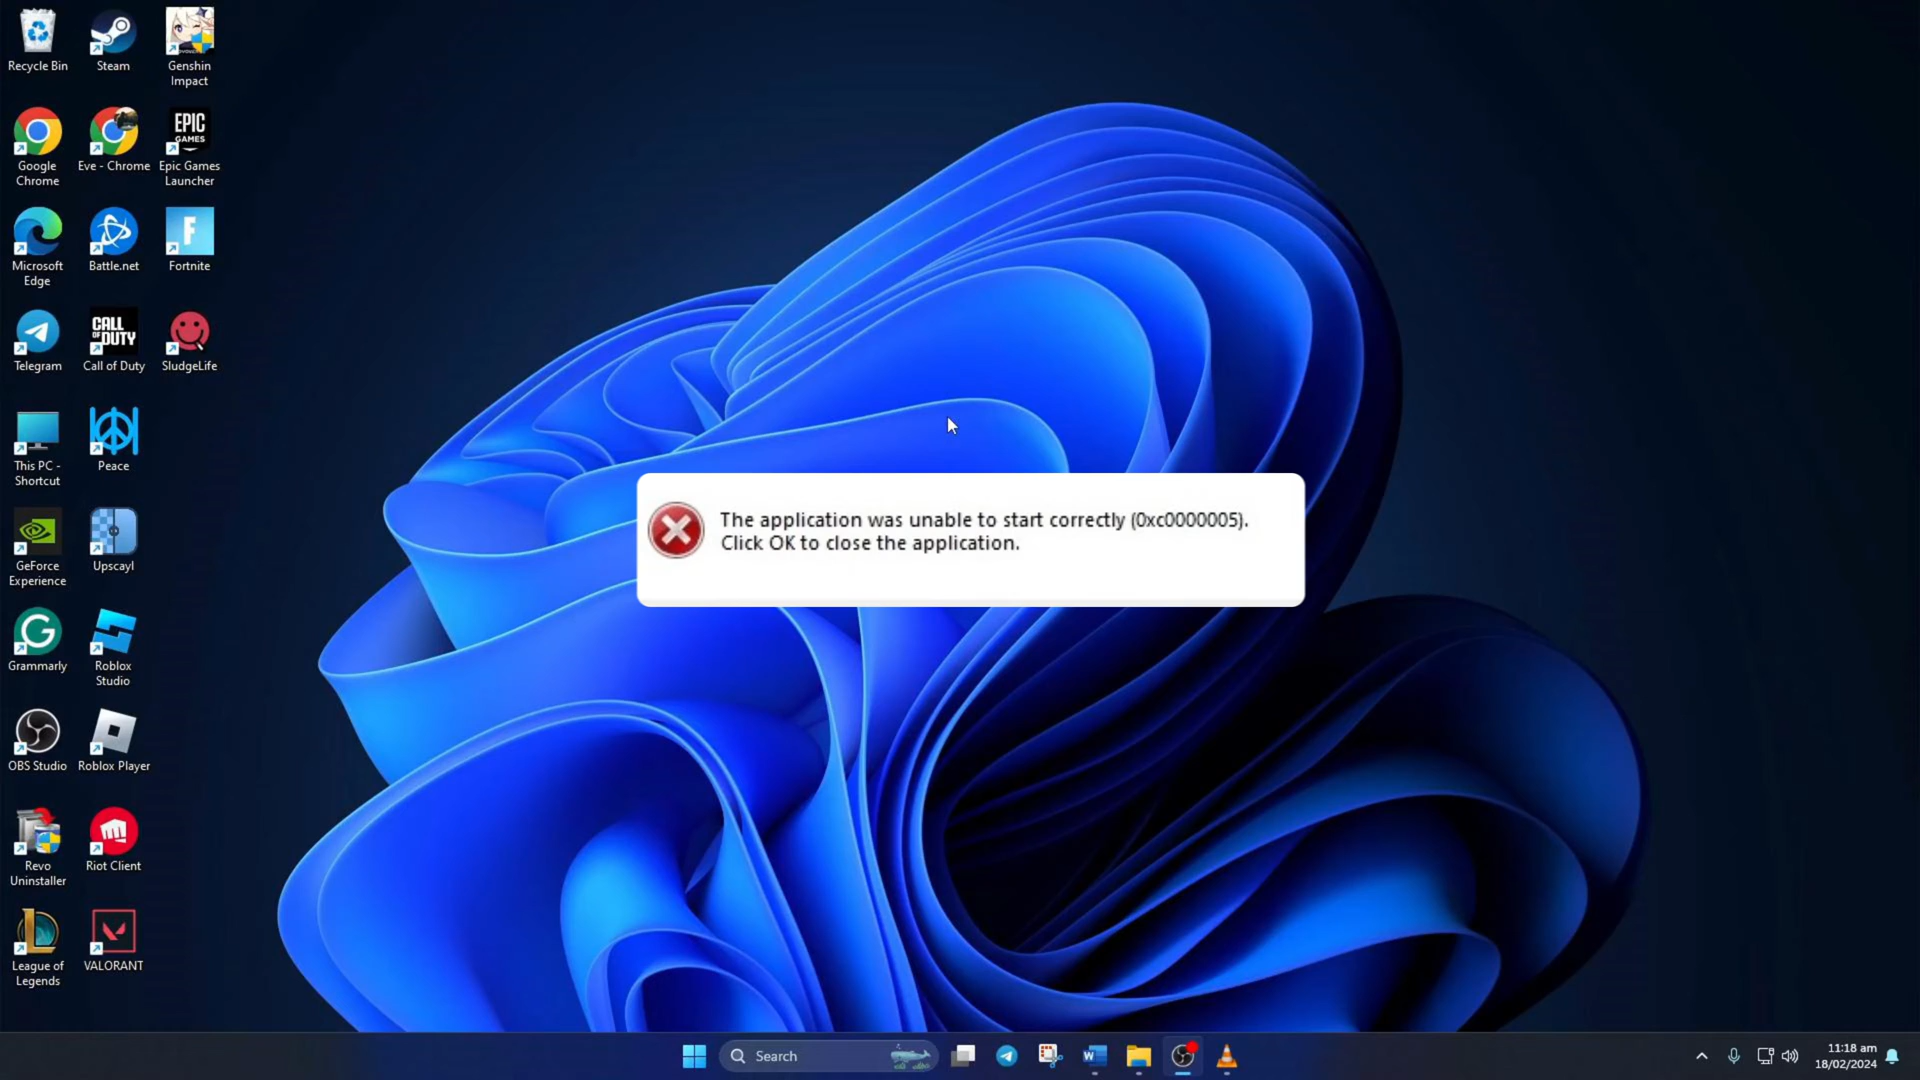 Recycle Bin
Steam
Genshin
Impact
Google
Chrome
Eve - Chrome
EPIC
GAMES
Epic Games
Launcher
Microsoft
Edge
Battle.net
F
Fortnite
Telegram
CALL
OF DUTY
Call of Duty
SludgeLife
This PC -
Shortcut
Peace
GeForce
Experience
Upscayl
G
Grammarly
Roblox
Studio
OBS Studio
Roblox Player
Revo
Uninstaller
Riot Client
L
League of
Legends
VALORANT
The application was unable to start correctly (0xc0000005).
Click OK to close the application.
Search
W
11:18 am
18/02/2024